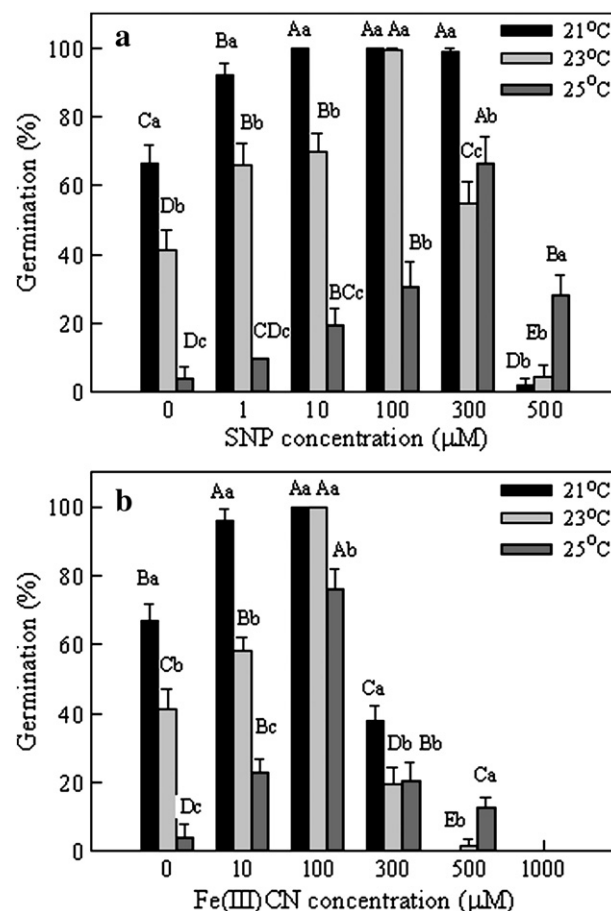 a
Aa Aa Aa Aa
21°C
Ba
23°C
25°C
Ca
Bb
Bb
Ab
Cc
Db
Bb
Ba
BCc
Dc
CDc
Eb
Db
100
80
60
40
20
0
Germination (%)
0 1 10 100 300 500
SNP concentration (µM)
b
Aa Aa Aa
21°C
23°C
25°C
Ab
Ba
Bb
Cb
Ca
Bc
Db Bb
Ca
Dc
Eb
100
80
60
40
20
0
Germination (%)
0 10 100 300 500 1000
Fe(III)CN concentration (µM)